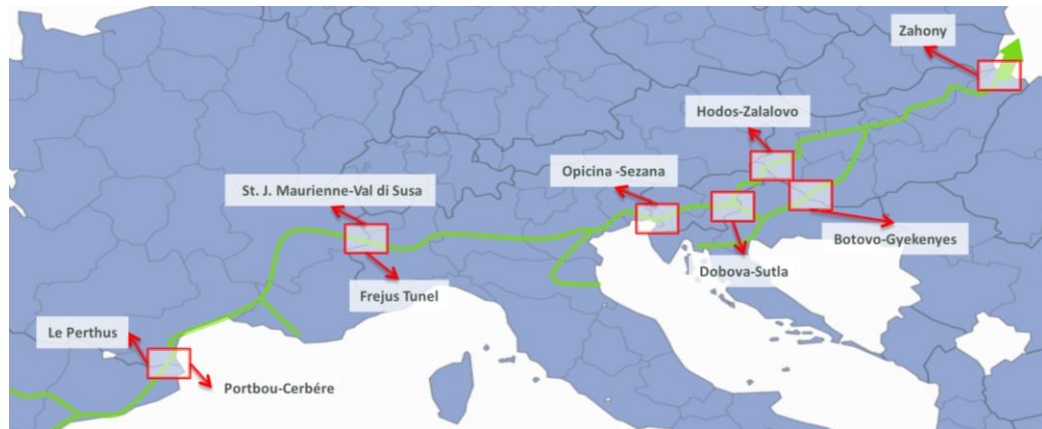 Zahony
Hodos-Zalalovo
Opicina -Sezana
St. J. Maurienne-Val di Susa
Botovo-Gyekenyes
Dobova-Sutla
Frejus Tunel
Le Perthus
Portbou-Cerbére